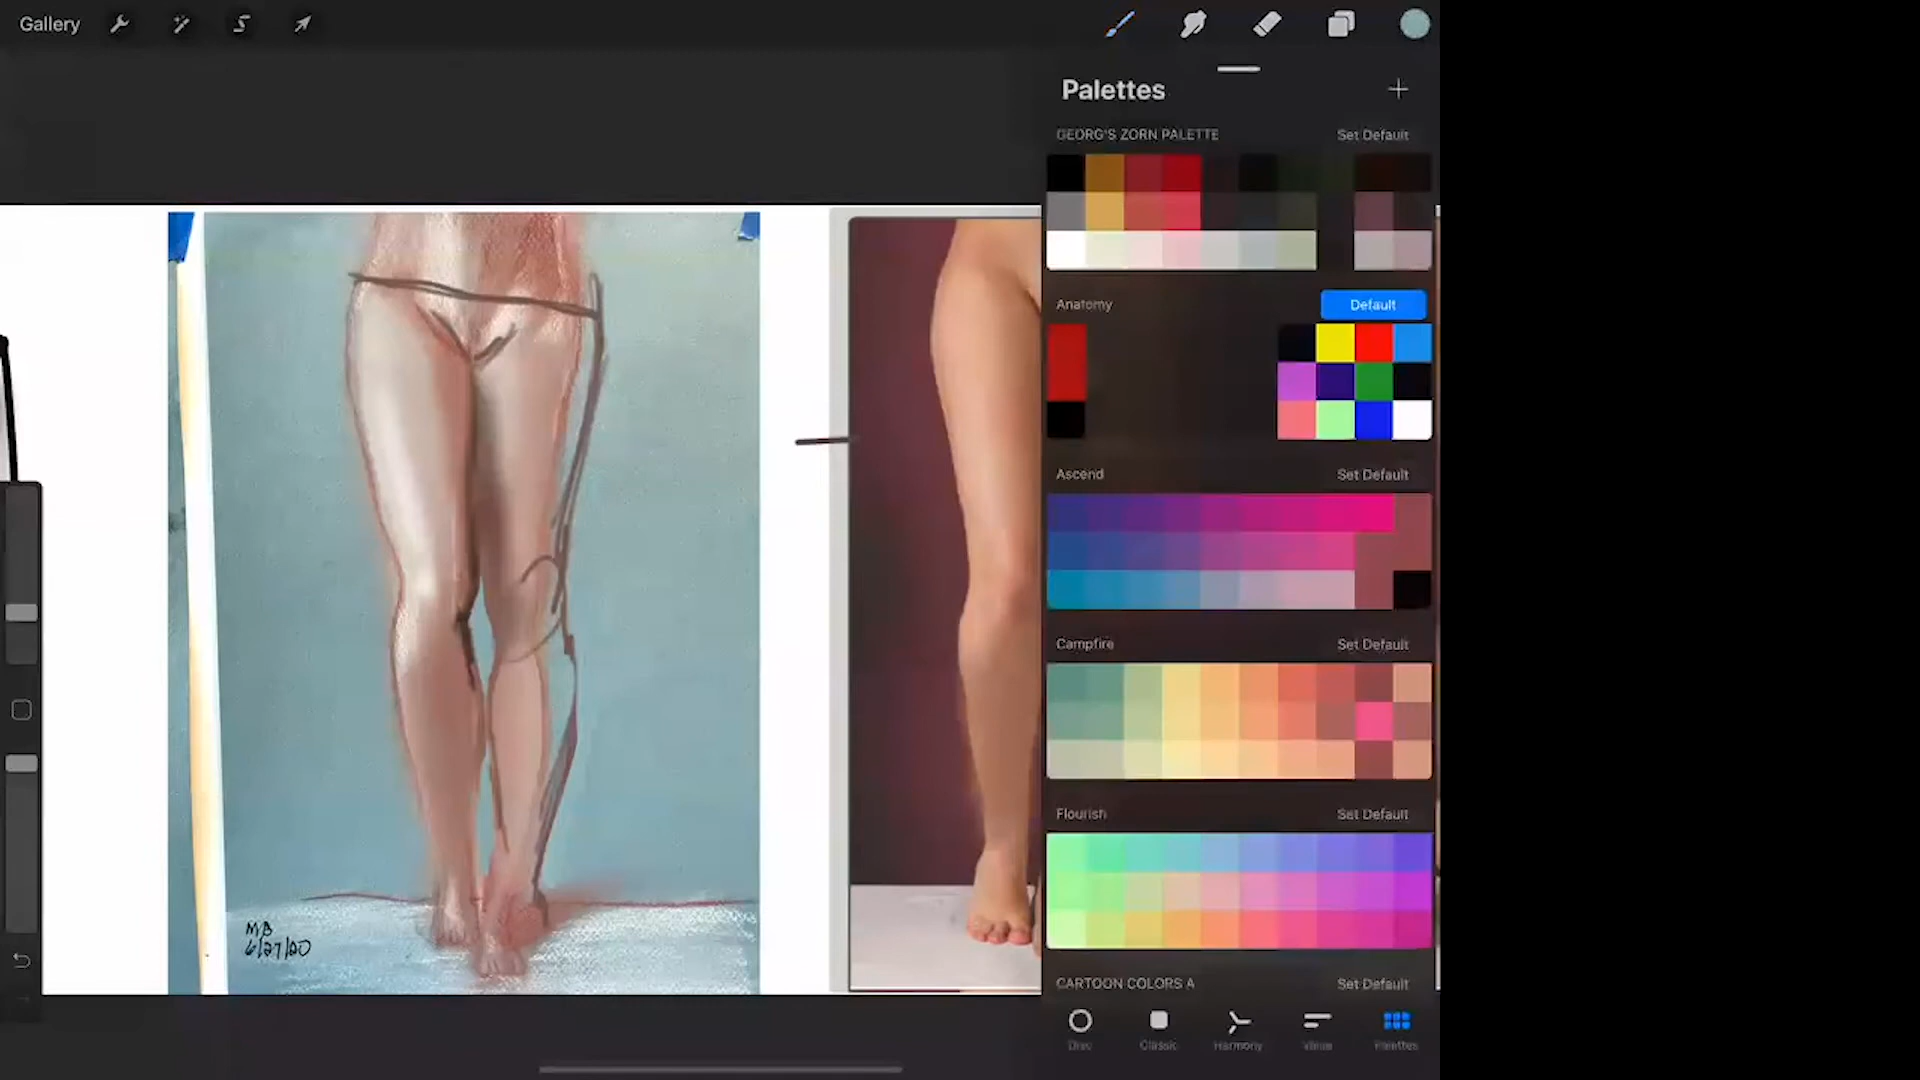 Gallery
Palettes
GEORG'S ZORN PALETTE Set Default
Anatomy Default
Ascend Set Default
Campfire Set Default
Flourish Set Default
CARTOON COLORS A Set Default
Disc Classic Harmony Value Palettes
MB
6/27/20